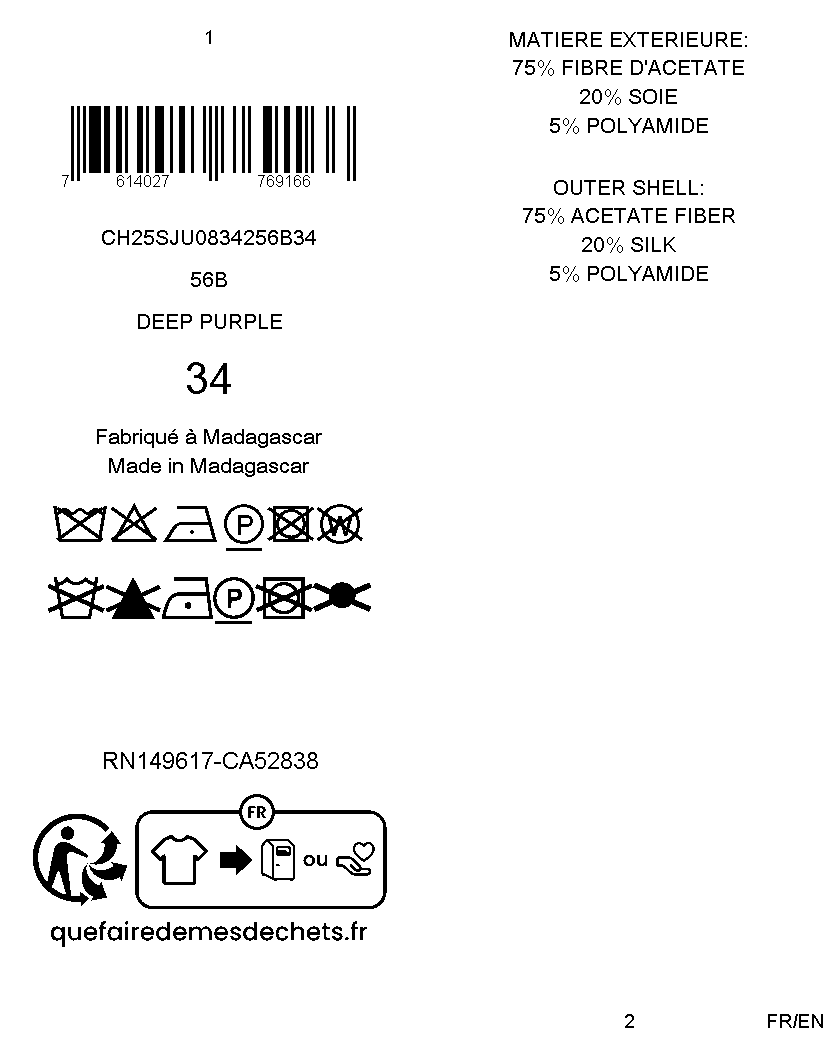 1
7 614027 769166
CH25SJU0834256B34
56B
DEEP PURPLE
34
Fabriqué à Madagascar
Made in Madagascar
P W
P
RN149617-CA52838
FR
ou
quefairedemesdechets.fr
MATIERE EXTERIEURE:
75% FIBRE D'ACETATE
20% SOIE
5% POLYAMIDE
OUTER SHELL:
75% ACETATE FIBER
20% SILK
5% POLYAMIDE
2
FR/EN